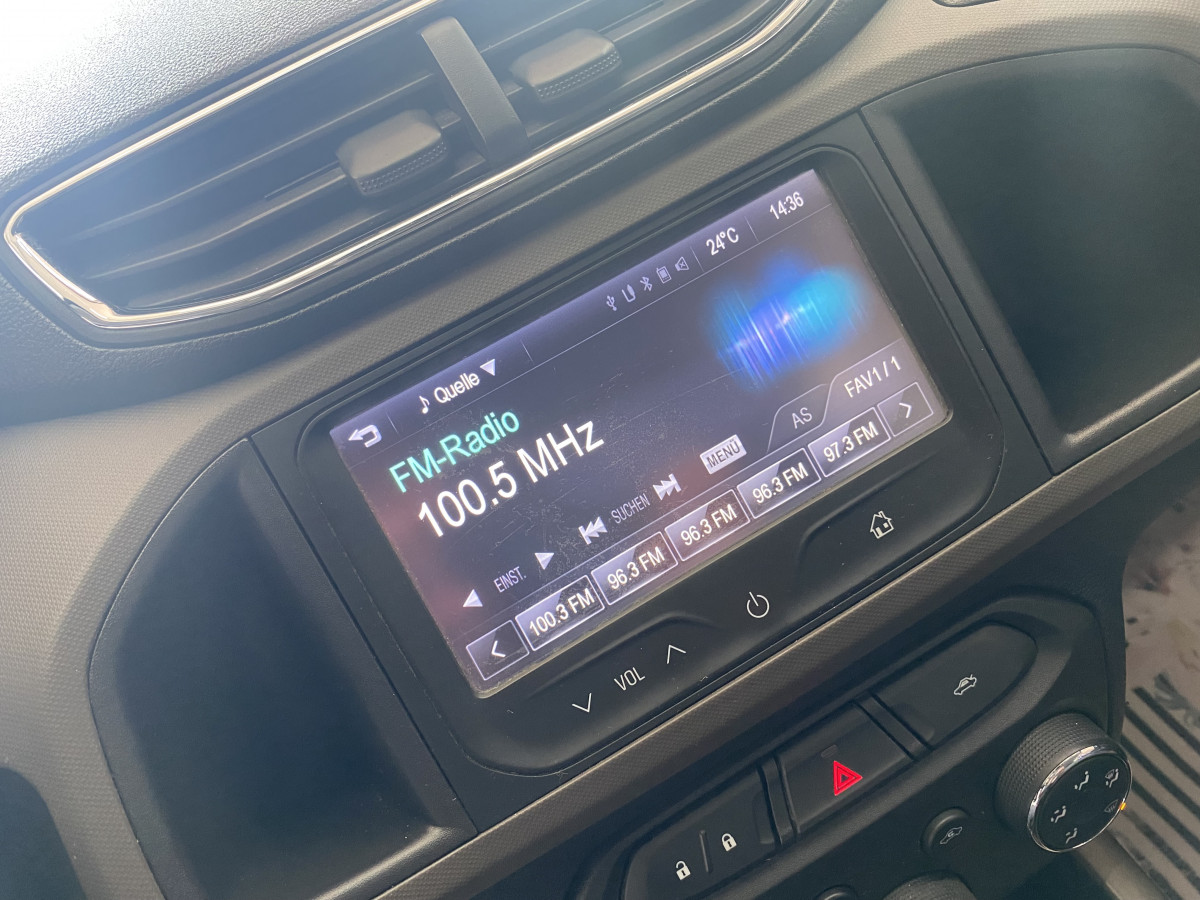 Quelle
24°C
14:36
FM-Radio
100.5 MHz
EINST.
SUCHEN
MENÜ
AS
FAV1 / 1
100.3 FM
96.3 FM
96.3 FM
96.3 FM
97.3 FM
VOL